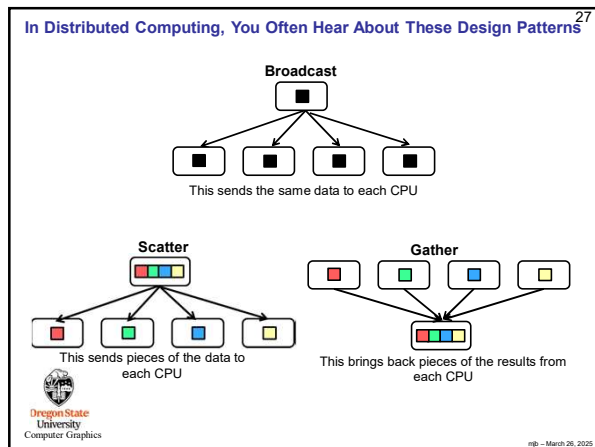 27
In Distributed Computing, You Often Hear About These Design Patterns
Broadcast
This sends the same data to each CPU
Scatter
This sends pieces of the data to
each CPU
Gather
This brings back pieces of the results from
each CPU
Oregon State
University
Computer Graphics
mjb – March 26, 2025